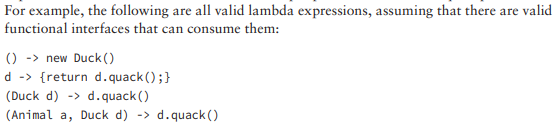 For example, the following are all valid lambda expressions, assuming that there are valid
functional interfaces that can consume them:
() -> new Duck()
d -> {return d.quack();}
(Duck d) -> d.quack()
(Animal a, Duck d) -> d.quack()